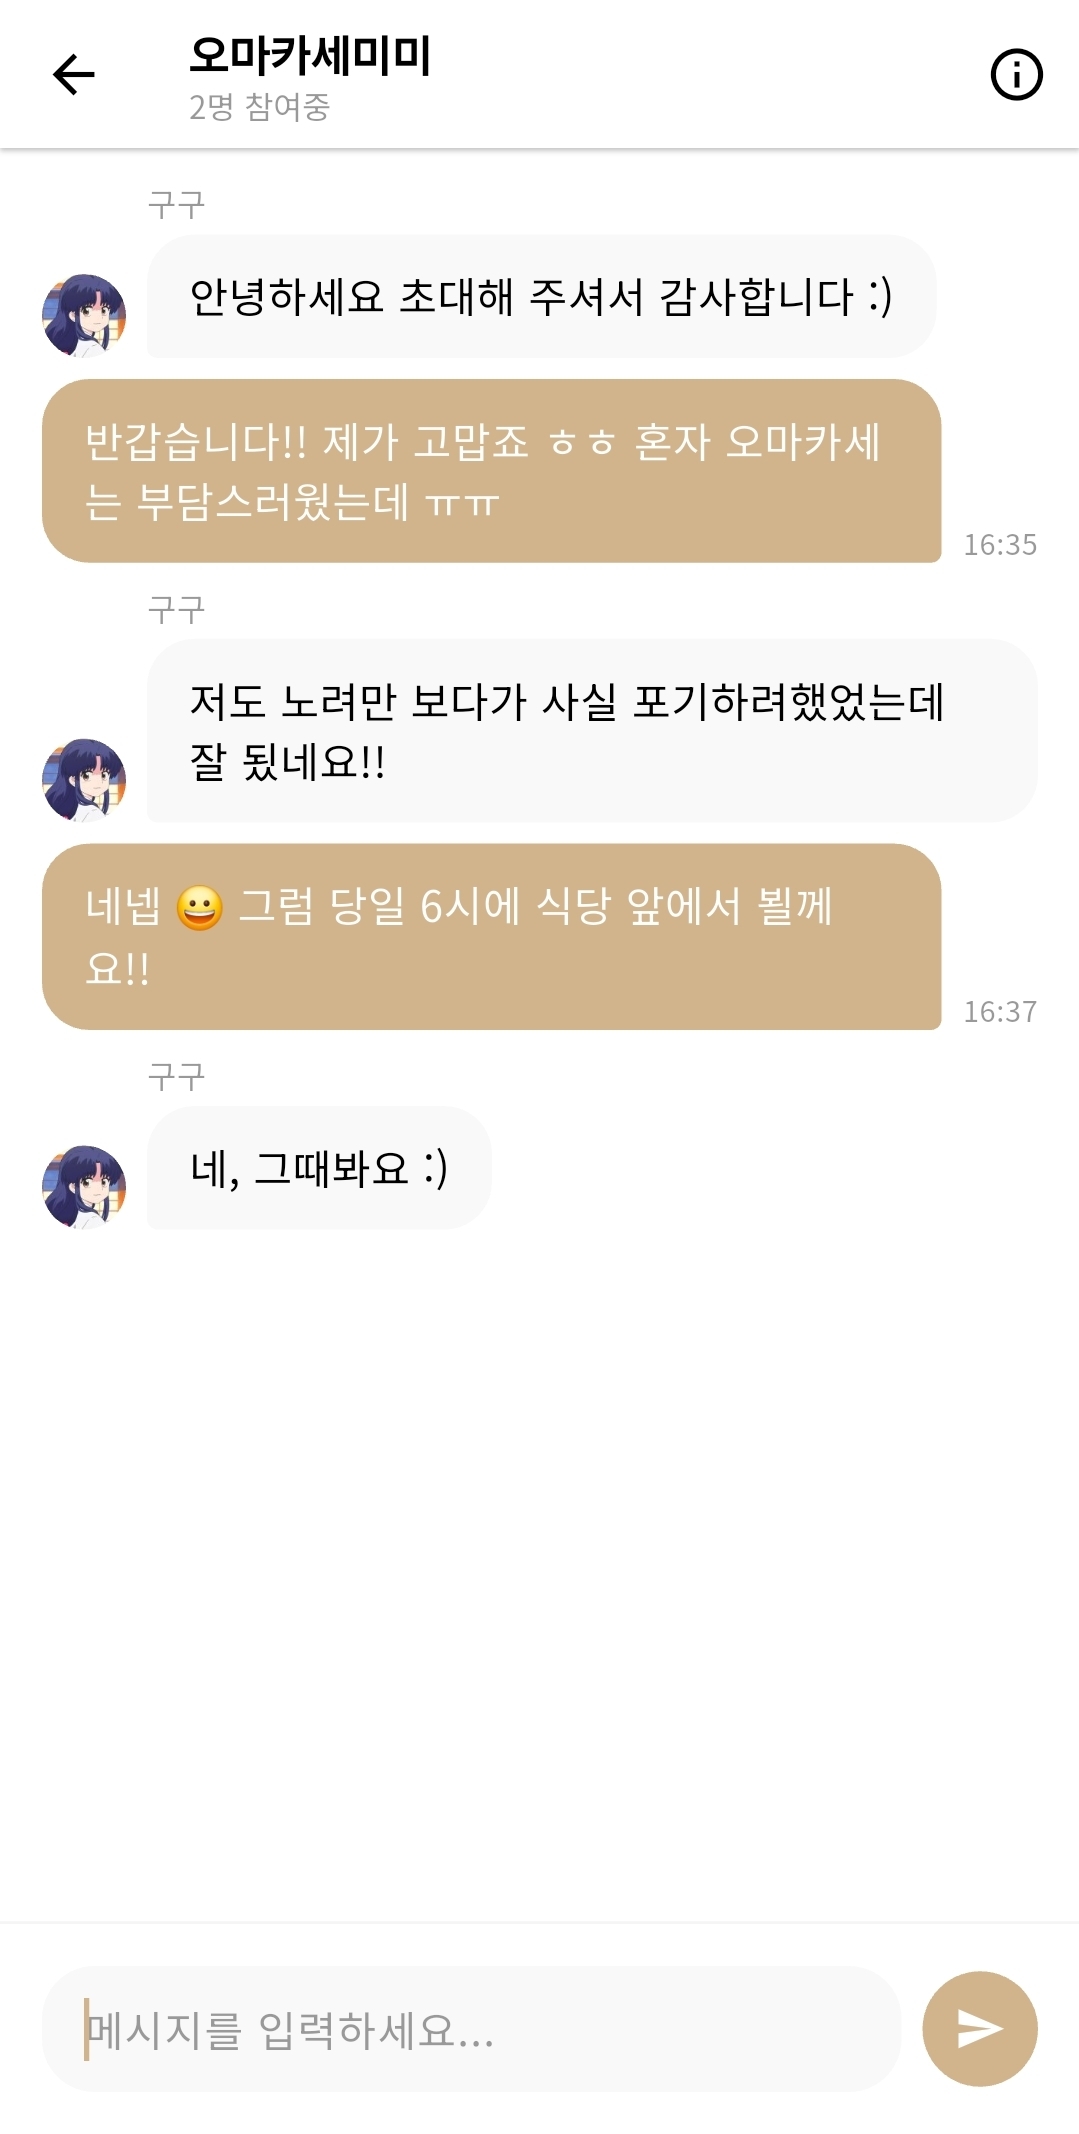 오마카세미미
2명 참여중
구구
안녕하세요 초대해 주셔서 감사합니다 :)
반갑습니다!! 제가 고맙죠 ㅎㅎ 혼자 오마카세
는 부담스러웠는데 ㅠㅠ
16:35
구구
저도 노려만 보다가 사실 포기하려했었는데
잘 됬네요!!
네넵 😀 그럼 당일 6시에 식당 앞에서 뵐께
요!!
16:37
구구
네, 그때봐요 :)
메시지를 입력하세요...